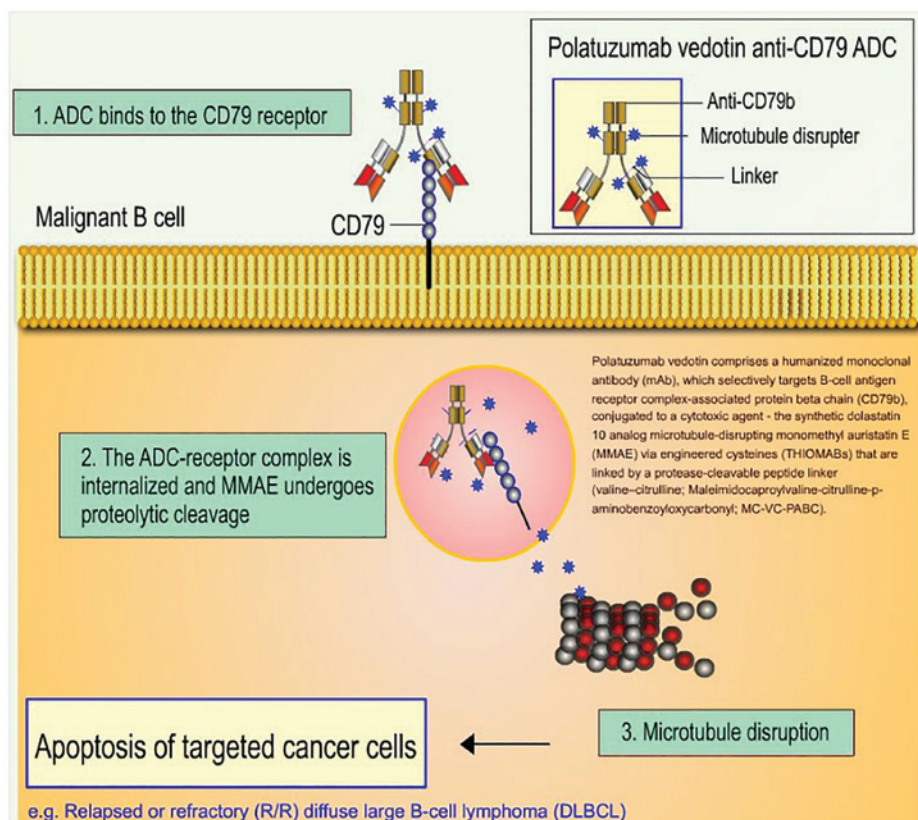 Polatuzumab vedotin anti-CD79 ADC
Anti-CD79b
Microtubule disrupter
Linker
1. ADC binds to the CD79 receptor
Malignant B cell
CD79
Polatuzumab vedotin comprises a humanized monoclonal
antibody (mAb), which selectively targets B-cell antigen
receptor complex-associated protein beta chain (CD79b),
conjugated to a cytotoxic agent - the synthetic dolastatin
10 analog microtubule-disrupting monomethyl auristatin E
(MMAE) via engineered cysteines (THIOMABs) that are
linked by a protease-cleavable peptide linker
(valine–citrulline; Maleimidocaproylvaline-citrulline-p-
aminobenzoyloxycarbonyl; MC-VC-PABC).
2. The ADC-receptor complex is
internalized and MMAE undergoes
proteolytic cleavage
3. Microtubule disruption
Apoptosis of targeted cancer cells
e.g. Relapsed or refractory (R/R) diffuse large B-cell lymphoma (DLBCL)